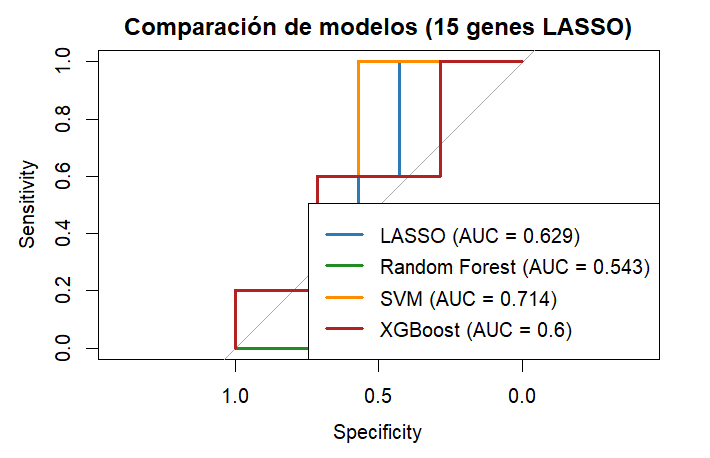 Comparación de modelos (15 genes LASSO)
Sensitivity
1.0
0.8
0.6
0.4
0.2
0.0
LASSO (AUC = 0.629)
Random Forest (AUC = 0.543)
SVM (AUC = 0.714)
XGBoost (AUC = 0.6)
1.0 0.5 0.0
Specificity